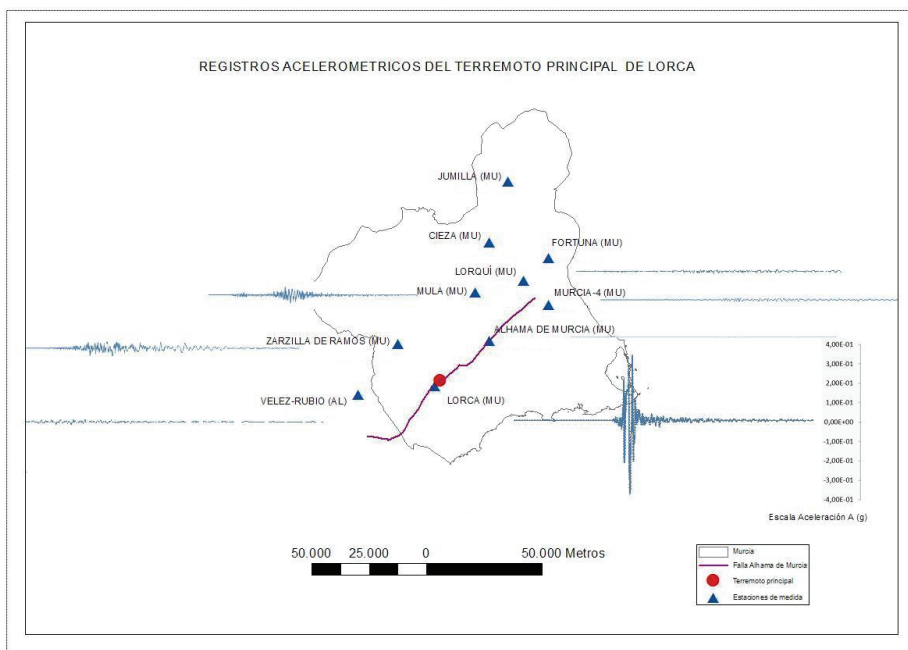 REGISTROS ACELEROMETRICOS DEL TERREMOTO PRINCIPAL DE LORCA
JUMILLA (MU)
CIEZA (MU)
FORTUNA (MU)
LORQUÍ (MU)
MULA (MU)
MURCIA-4 (MU)
ALHAMA DE MURCIA (MU)
ZARZILLA DE RAMOS (MU)
VELEZ-RUBIO (AL)
LORCA (MU)
4,00E-01
3,00E-01
2,00E-01
1,00E-01
0,00E+00
-1,00E-01
-2,00E-01
-3,00E-01
-4,00E-01
Escala Aceleración A (g)
50.000 25.000 0 50.000 Metros
Murcia
Falla Alhama de Murcia
Terremoto principal
Estaciones de medida